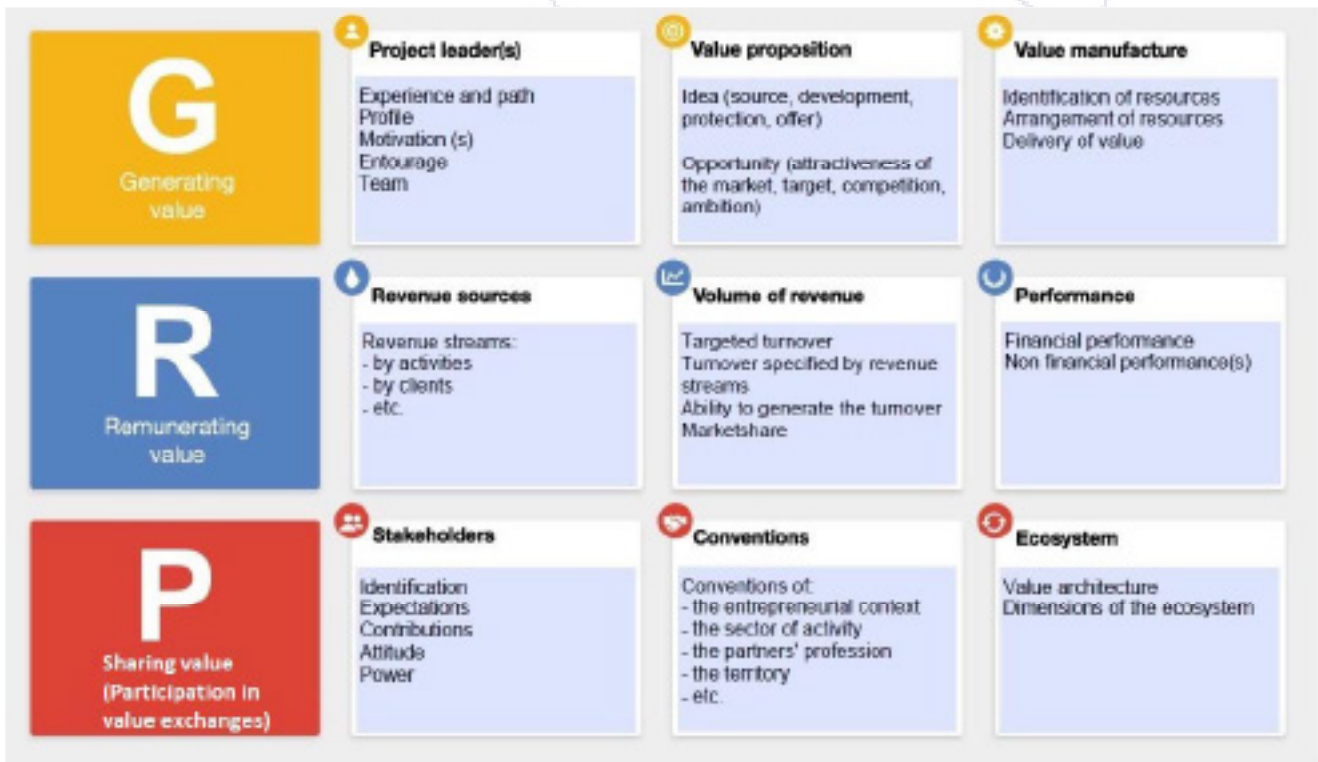 G
Generating
value
Project leader(s)
Experience and path
Profile
Motivation (s)
Entourage
Team
Value proposition
Idea (source, development,
protection, offer)
Opportunity (attractiveness of
the market, target, competition,
ambition)
Value manufacture
Identification of resources
Arrangement of resources
Delivery of value
R
Remunerating
value
Revenue sources
Revenue streams:
- by activities
- by clients
- etc.
Volume of revenue
Targeted turnover
Turnover specified by revenue
streams
Ability to generate the turnover
Marketshare
Performance
Financial performance
Non financial performance(s)
P
Sharing value
(Participation in
value exchanges)
Stakeholders
Identification
Expectations
Contributions
Attitude
Power
Conventions
Conventions of:
- the entrepreneurial context
- the sector of activity
- the partners' profession
- the territory
- etc.
Ecosystem
Value architecture
Dimensions of the ecosystem